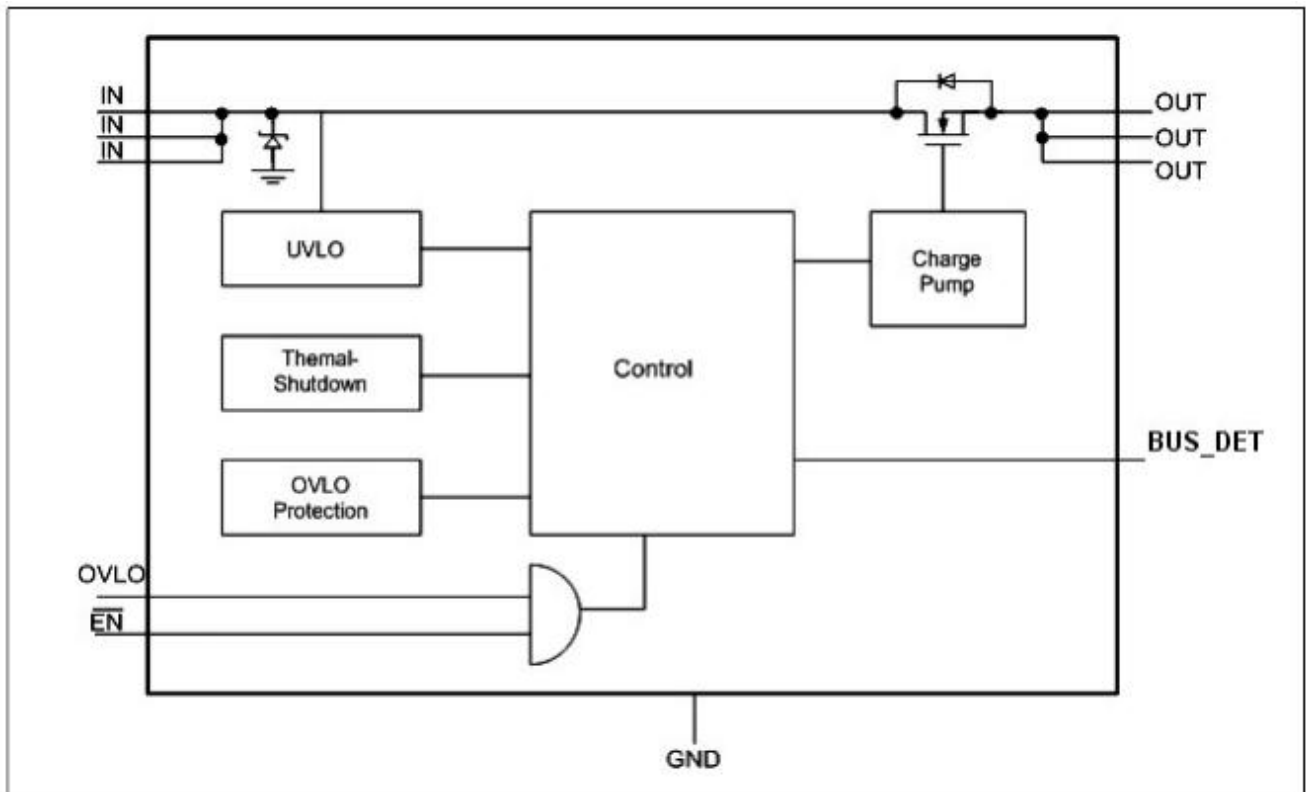 IN
IN
IN
OUT
OUT
OUT
UVLO
Charge
Pump
Themal-
Shutdown
Control
BUS_DET
OVLO
Protection
OVLO
EN
GND